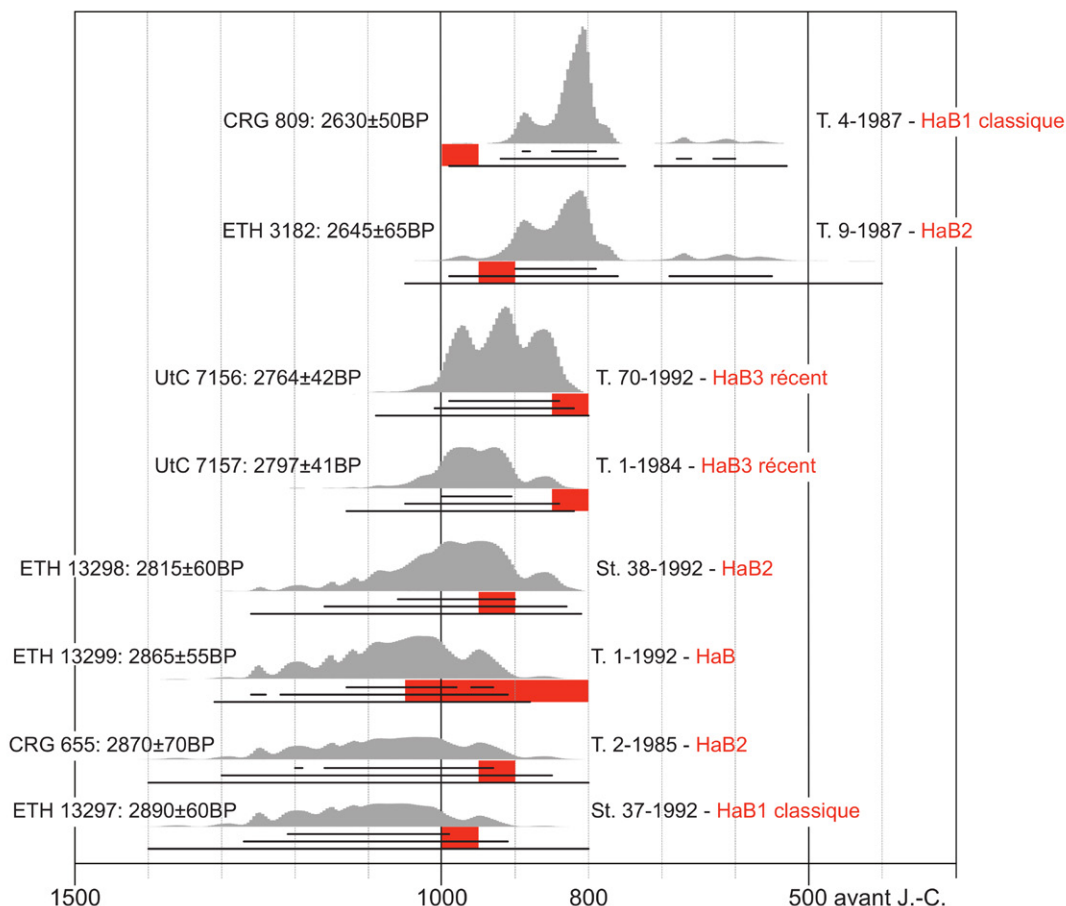 CRG 809: 2630±50BP
T. 4-1987 - HaB1 classique
ETH 3182: 2645±65BP
T. 9-1987 - HaB2
UtC 7156: 2764±42BP
T. 70-1992 - HaB3 récent
UtC 7157: 2797±41BP
T. 1-1984 - HaB3 récent
ETH 13298: 2815±60BP
St. 38-1992 - HaB2
ETH 13299: 2865±55BP
T. 1-1992 - HaB
CRG 655: 2870±70BP
T. 2-1985 - HaB2
ETH 13297: 2890±60BP
St. 37-1992 - HaB1 classique
1500 1000 800 500 avant J.-C.